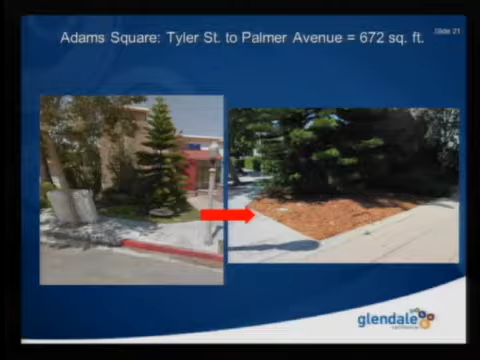 Slide 21
Adams Square: Tyler St. to Palmer Avenue = 672 sq. ft.
glendale